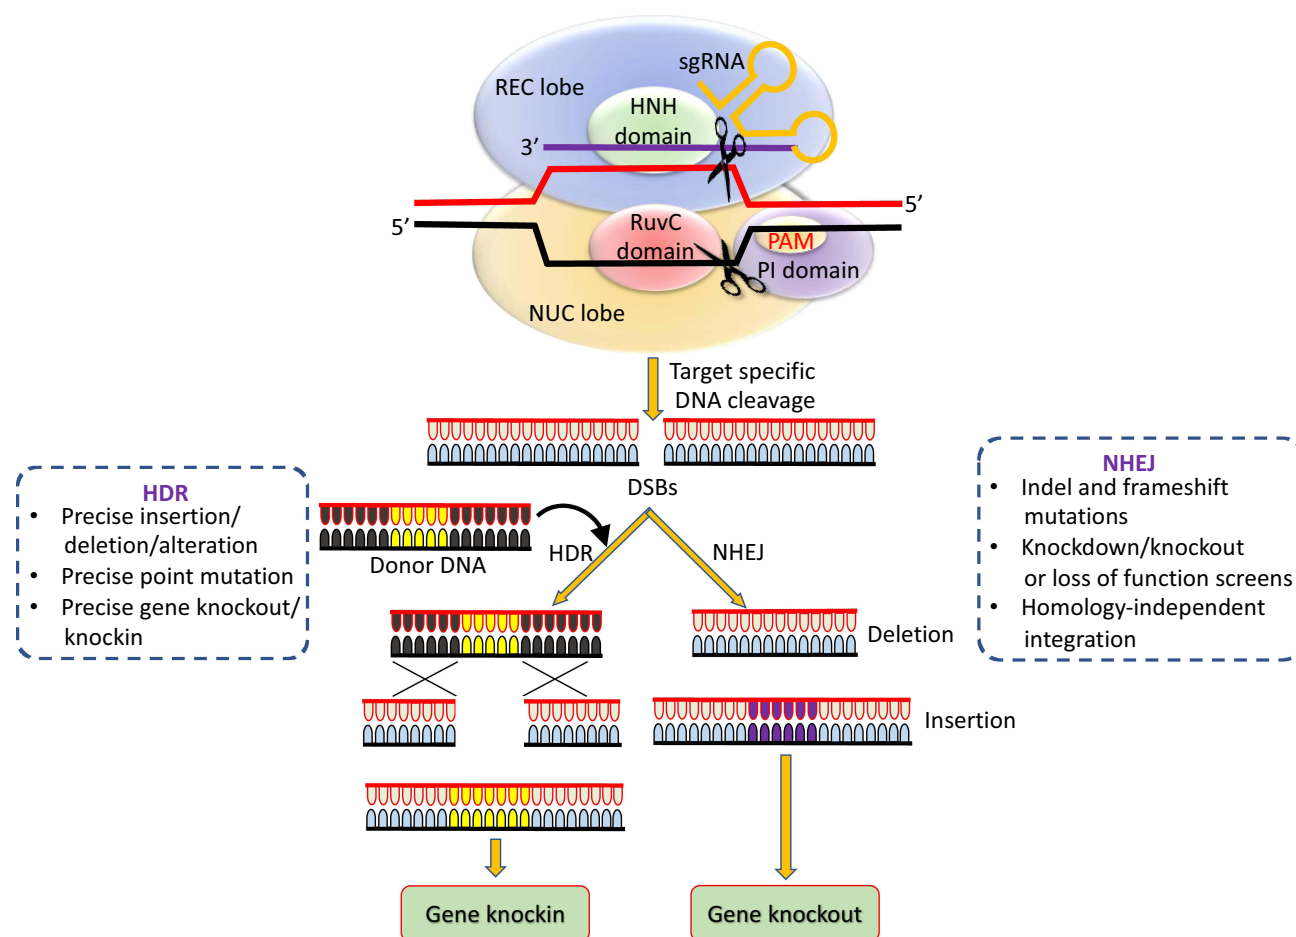 sgRNA
REC lobe
HNH
domain
3’
5’
5’
RuvC
domain
PAM
PI domain
NUC lobe
Target specific
DNA cleavage
DSBs
HDR
• Precise insertion/
deletion/alteration
• Precise point mutation
• Precise gene knockout/
knockin
Donor DNA
HDR
NHEJ
NHEJ
• Indel and frameshift
mutations
• Knockdown/knockout
or loss of function screens
• Homology-independent
integration
Deletion
Insertion
Gene knockin
Gene knockout